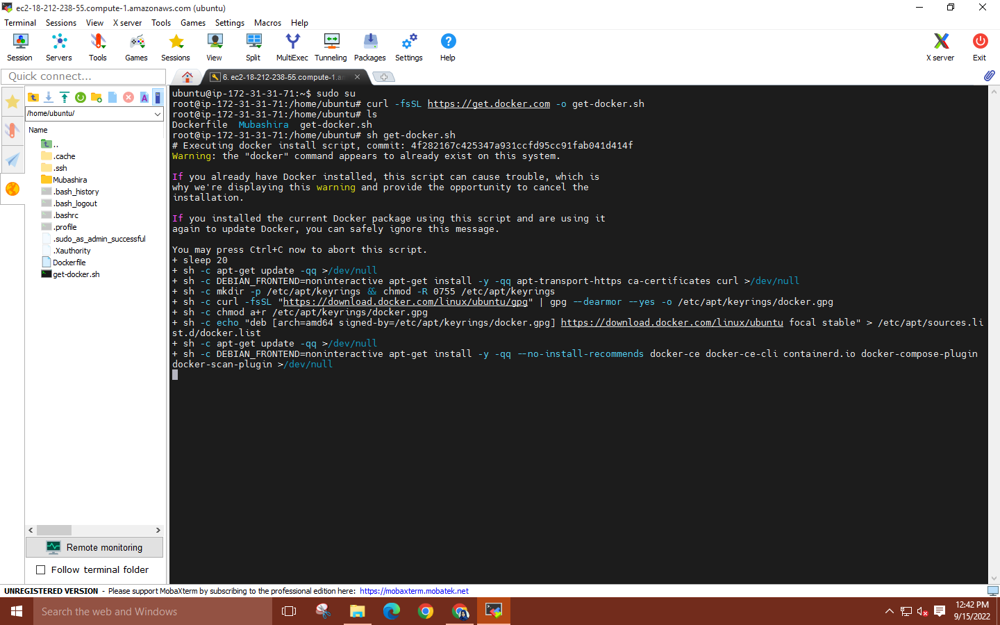 ec2-18-212-238-55.compute-1.amazonaws.com (ubuntu)
Terminal Sessions View X server Tools Games Settings Macros Help
Session Servers Tools Games Sessions View Split MultiExec Tunneling Packages Settings Help X server Exit
Quick connect...
6. ec2-18-212-238-55.compute-1.a
/home/ubuntu/
Name
..
.cache
.ssh
Mubashira
.bash_history
.bash_logout
.bashrc
.profile
.sudo_as_admin_successful
.Xauthority
Dockerfile
get-docker.sh
Remote monitoring
Follow terminal folder
ubuntu@ip-172-31-31-71:~$ sudo su
root@ip-172-31-31-71:/home/ubuntu# curl -fsSL https://get.docker.com -o get-docker.sh
root@ip-172-31-31-71:/home/ubuntu# ls
Dockerfile  Mubashira  get-docker.sh
root@ip-172-31-31-71:/home/ubuntu# sh get-docker.sh
# Executing docker install script, commit: 4f282167c425347a931ccfd95cc91fab041d414f
Warning: the "docker" command appears to already exist on this system.
If you already have Docker installed, this script can cause trouble, which is
why we're displaying this warning and provide the opportunity to cancel the
installation.
If you installed the current Docker package using this script and are using it
again to update Docker, you can safely ignore this message.
You may press Ctrl+C now to abort this script.
+ sleep 20
+ sh -c apt-get update -qq >/dev/null
+ sh -c DEBIAN_FRONTEND=noninteractive apt-get install -y -qq apt-transport-https ca-certificates curl >/dev/null
+ sh -c mkdir -p /etc/apt/keyrings && chmod -R 0755 /etc/apt/keyrings
+ sh -c curl -fsSL "https://download.docker.com/linux/ubuntu/gpg" | gpg --dearmor --yes -o /etc/apt/keyrings/docker.gpg
+ sh -c chmod a+r /etc/apt/keyrings/docker.gpg
+ sh -c echo "deb [arch=amd64 signed-by=/etc/apt/keyrings/docker.gpg] https://download.docker.com/linux/ubuntu focal stable" > /etc/apt/sources.li
st.d/docker.list
+ sh -c apt-get update -qq >/dev/null
+ sh -c DEBIAN_FRONTEND=noninteractive apt-get install -y -qq --no-install-recommends docker-ce docker-ce-cli containerd.io docker-compose-plugin
docker-scan-plugin >/dev/null
UNREGISTERED VERSION - Please support MobaXterm by subscribing to the professional edition here: https://mobaxterm.mobatek.net
Search the web and Windows
12:42 PM
9/15/2022